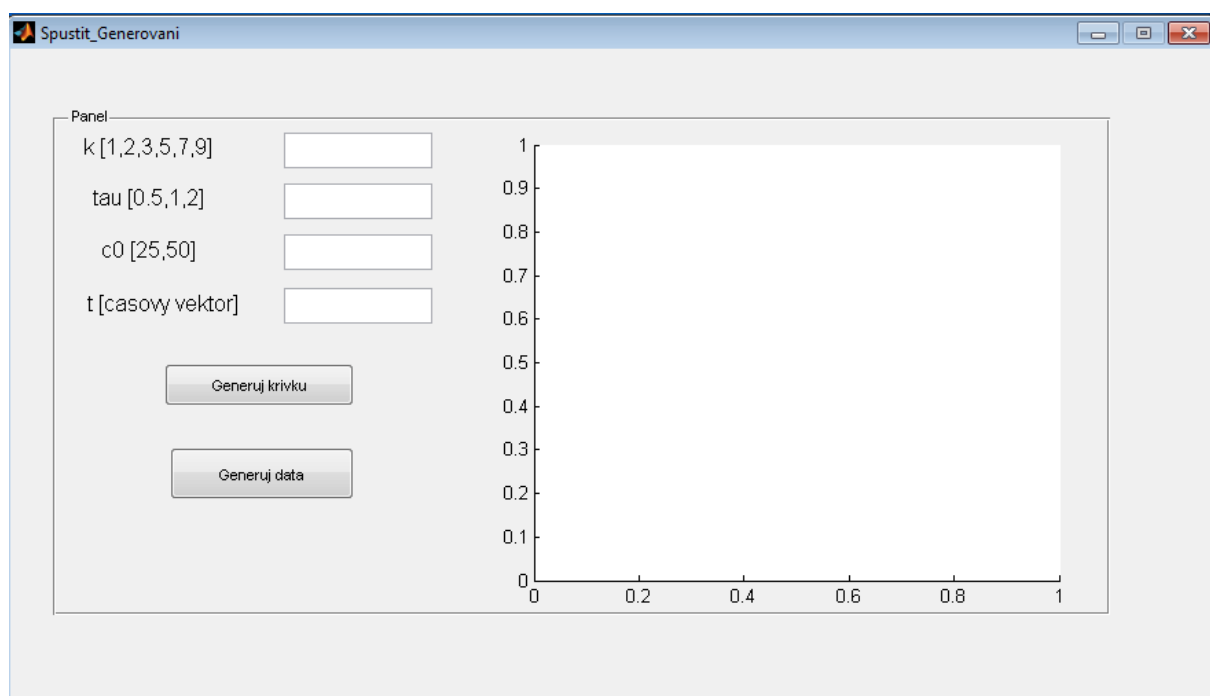 Spustit_Generovani
Panel
k [1,2,3,5,7,9]
tau [0.5,1,2]
c0 [25,50]
t [casovy vektor]
Generuj krivku
Generuj data
1
0.9
0.8
0.7
0.6
0.5
0.4
0.3
0.2
0.1
0
0 0.2 0.4 0.6 0.8 1